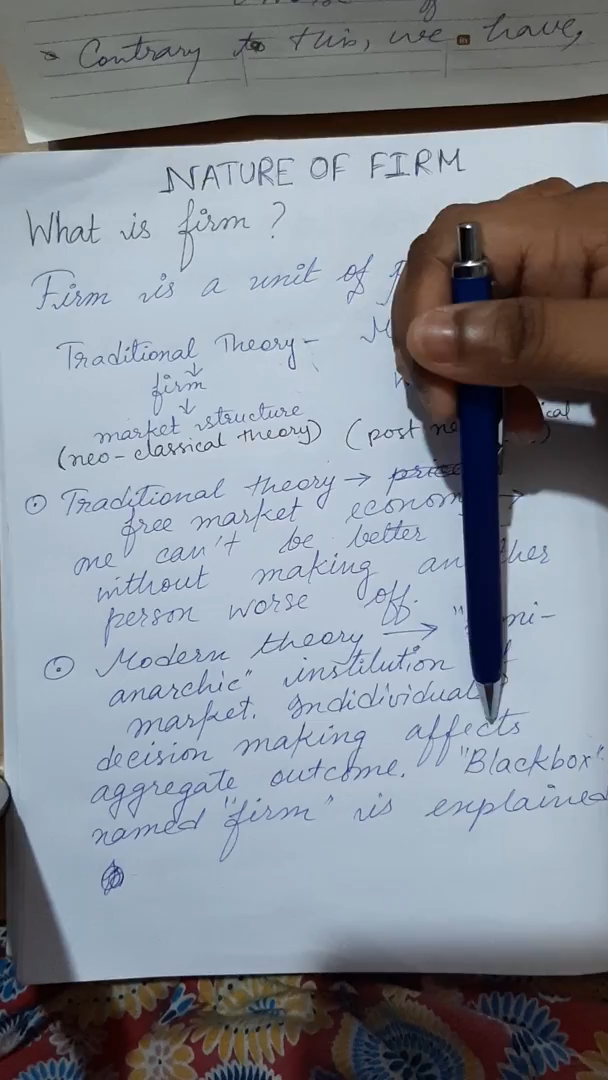 Contrary to this, we have,
NATURE OF FIRM
What is firm ?
Firm is a unit of
Traditional Theory -
↓
firm
↓
market structure
(neo-classical theory) (post
⊙ Traditional theory →
free market
one can't be better
without making another
person worse off.
⊙ Modern theory →
anarchic" institution
market. Indidividual
decision making affects
aggregate outcome. "Blackbox"
named "firm" is explained